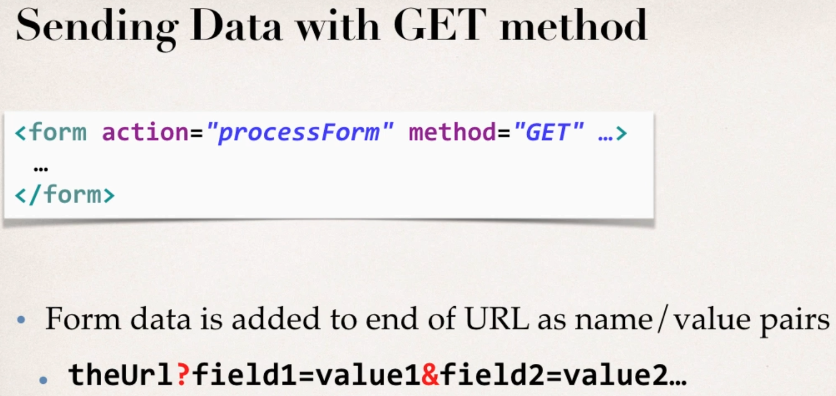 Sending Data with GET method
<form action="processForm" method="GET" …>
…
</form>
• Form data is added to end of URL as name/value pairs
• theUrl?field1=value1&field2=value2…